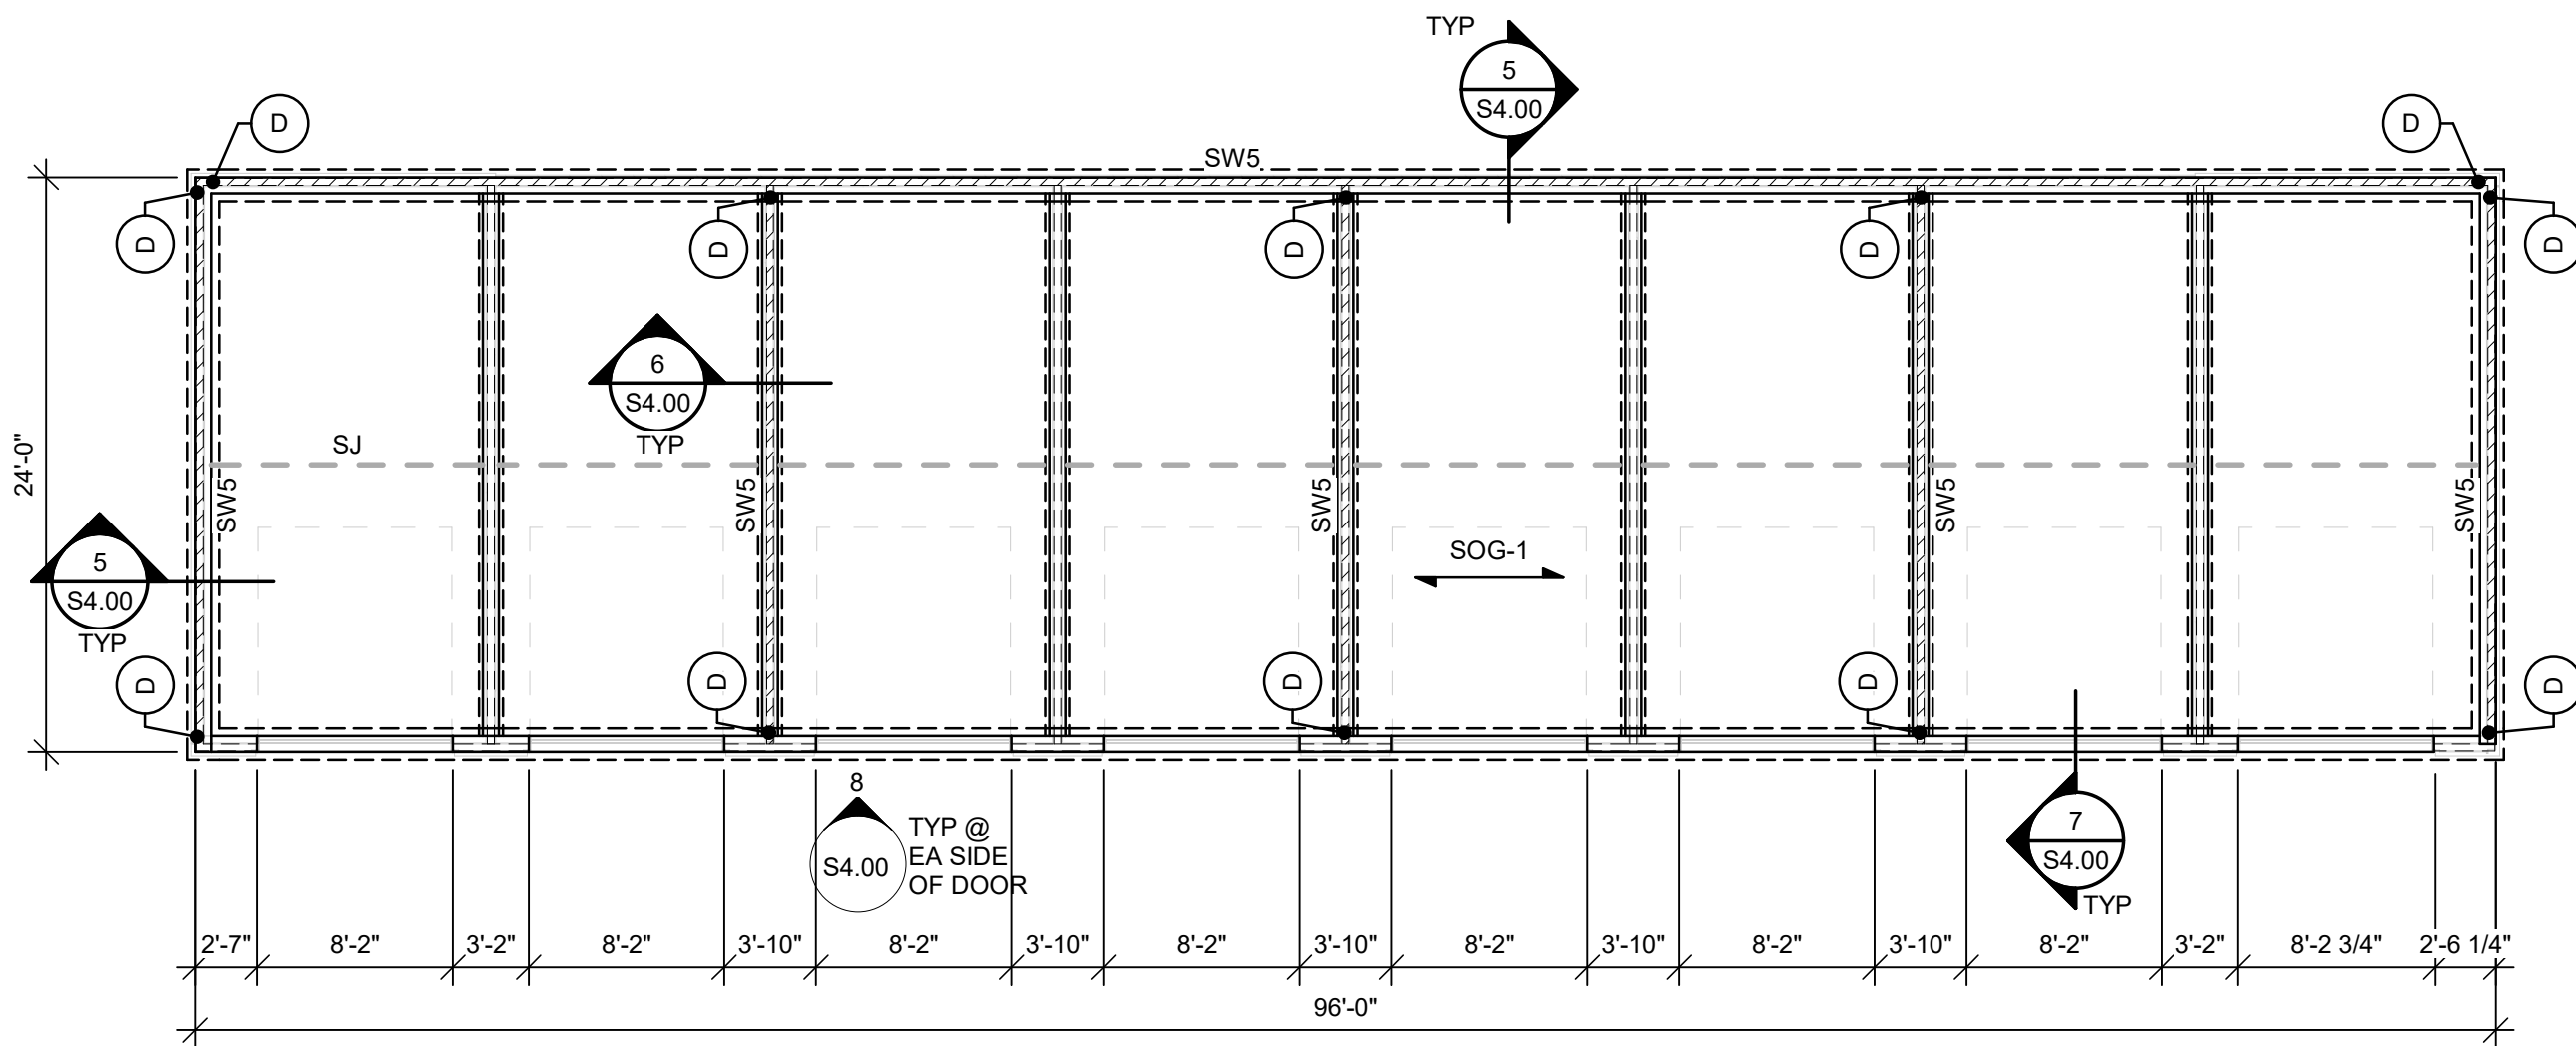 TYP
5
S4.00
D
D
SW5
D
D
D
D
D
6
S4.00
TYP
24'-0"
SJ
SW5
SW5
SW5
SW5
SW5
5
S4.00
TYP
SOG-1
D
D
D
D
D
8
S4.00
TYP @
EA SIDE
OF DOOR
7
S4.00
TYP
2'-7"
8'-2"
3'-2"
8'-2"
3'-10"
8'-2"
3'-10"
8'-2"
3'-10"
8'-2"
3'-10"
8'-2"
3'-10"
8'-2"
3'-2"
8'-2 3/4"
2'-6 1/4"
96'-0"